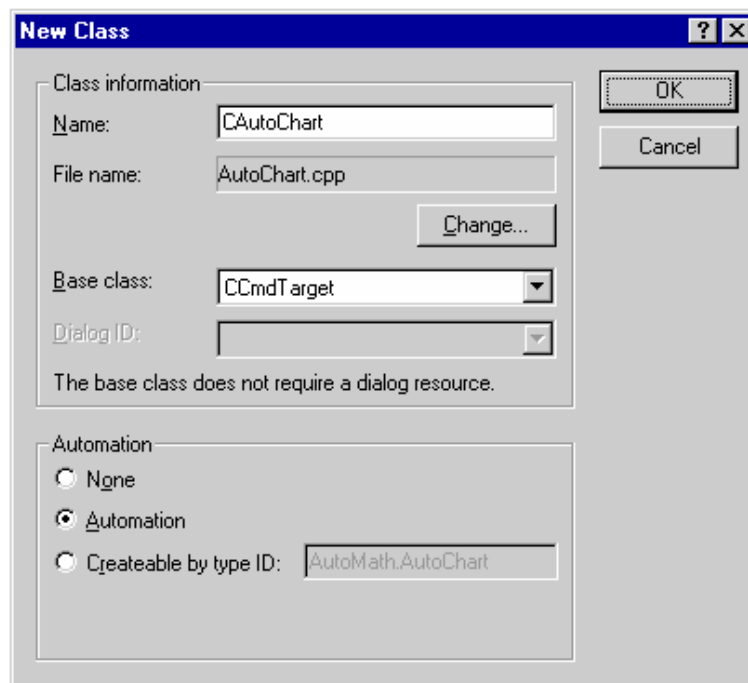 New Class
Class information
Name: CAutoChart
File name: AutoChart.cpp
Change...
Base class: CCmdTarget
Dialog ID:
The base class does not require a dialog resource.
OK
Cancel
Automation
None
Automation
Createable by type ID: AutoMath.AutoChart